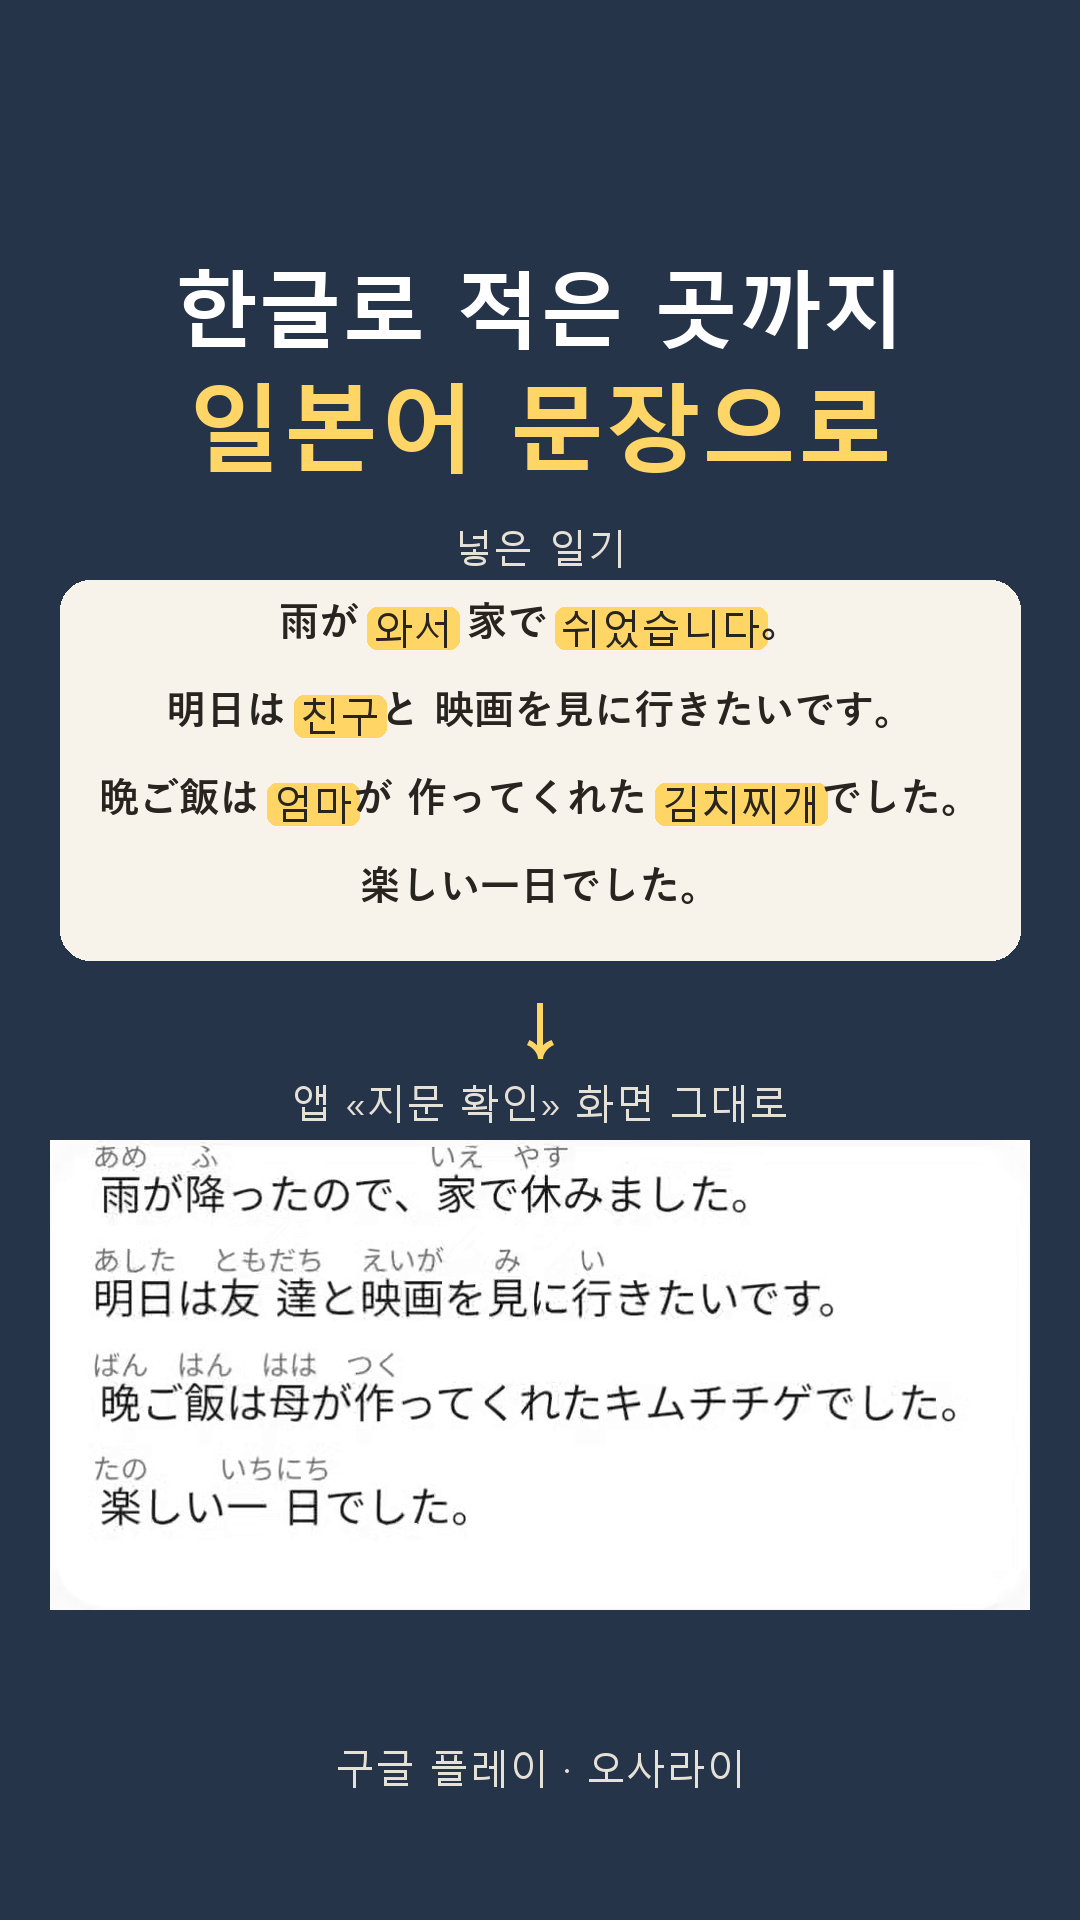 한글로 적은 곳까지
일본어 문장으로
넣은 일기
雨が 와서 家で 쉬었습니다。
明日は 친구と 映画を見に行きたいです。
晩ご飯は 엄마が 作ってくれた 김치찌개でした。
楽しい一日でした。
↓
앱 «지문 확인» 화면 그대로
あめ ふ いえ やす
雨が降ったので、家で休みました。
あした ともだち えいが み い
明日は友達と映画を見に行きたいです。
ばん はん はは つく
晩ご飯は母が作ってくれたキムチチゲでした。
たの いちにち
楽しい一日でした。
구글 플레이 · 오사라이